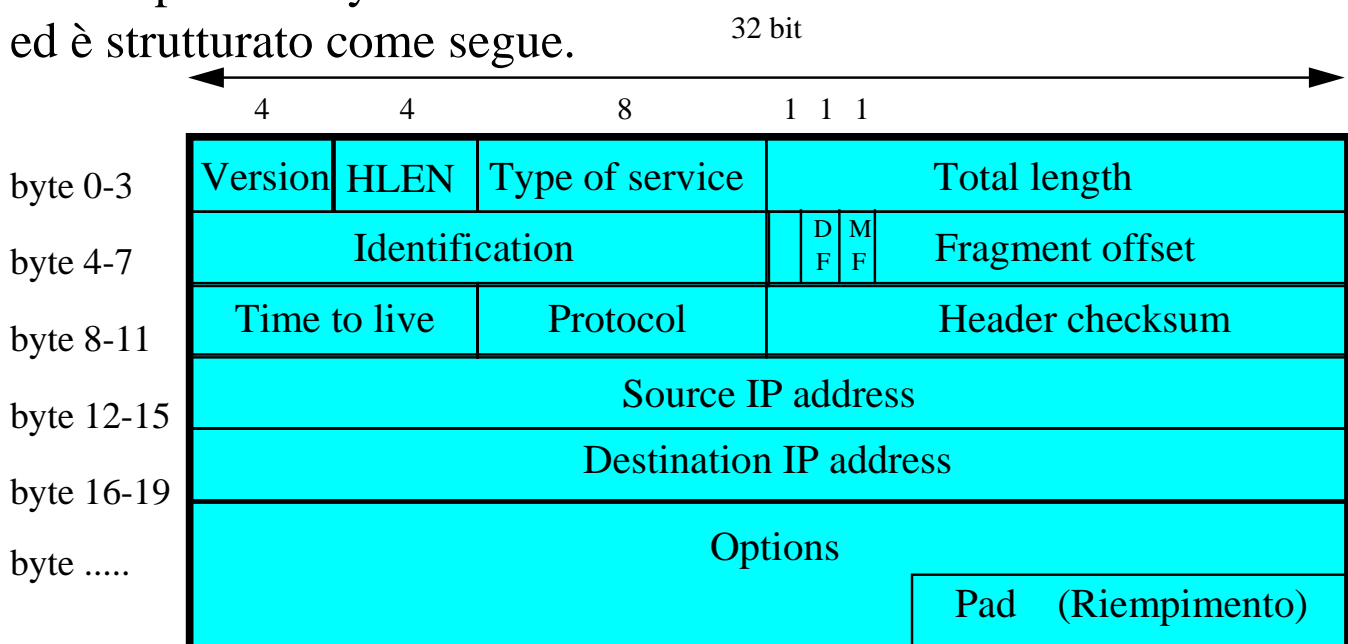 ed è strutturato come segue.
32 bit
4 4 8 1 1 1
byte 0-3 Version HLEN Type of service Total length
byte 4-7 Identification DF MF Fragment offset
byte 8-11 Time to live Protocol Header checksum
byte 12-15 Source IP address
byte 16-19 Destination IP address
byte ..... Options
Pad (Riempimento)